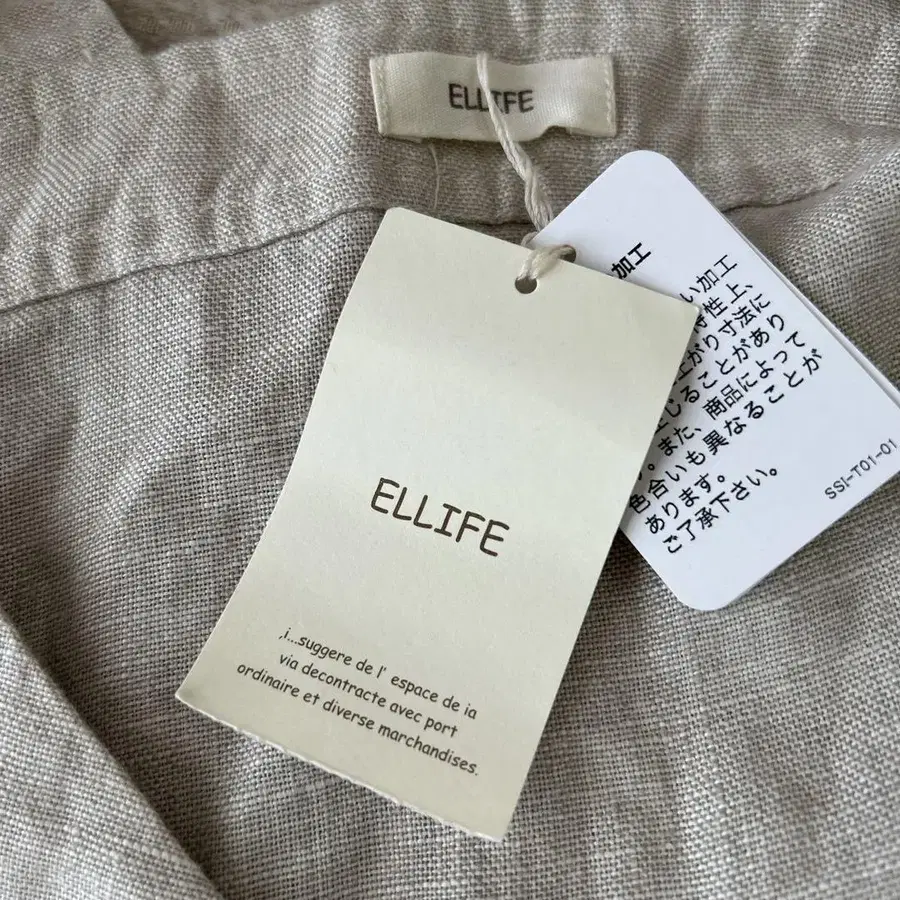 ELLIFE
ELLIFE
,i...suggere de l' espace de ia
via decontracte avec port
ordinaire et diverse marchandises.
加工
い加工
特性上、
上がり寸法に
じることがあり
。また、商品によって
色合いも異なることが
あります。
ご了承下さい。
SSI-T01-01